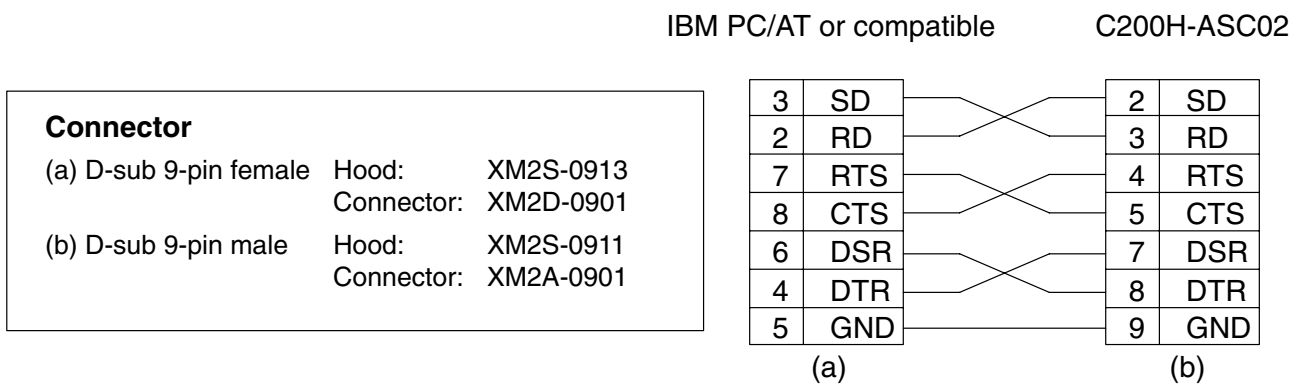 IBM PC/AT or compatible C200H-ASC02
Connector
(a) D-sub 9-pin female Hood: XM2S-0913
Connector: XM2D-0901
(b) D-sub 9-pin male Hood: XM2S-0911
Connector: XM2A-0901
3 SD 2 SD
2 RD 3 RD
7 RTS 4 RTS
8 CTS 5 CTS
6 DSR 7 DSR
4 DTR 8 DTR
5 GND 9 GND
(a) (b)